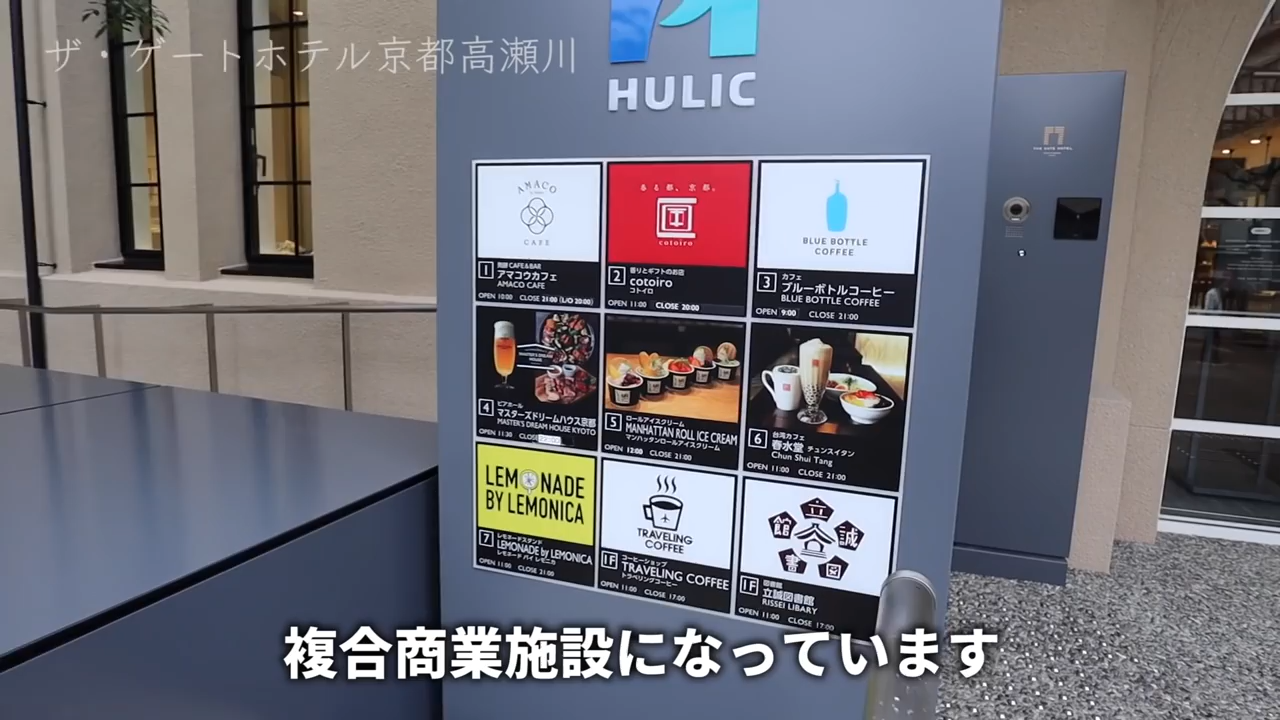 ザ・ゲートホテル京都高瀬川
HULIC
AMACO
CAFE
cotoiro
BLUE BOTTLE
COFFEE
1
アマコウカフェ
AMACO CAFE
OPEN 10:00 CLOSE 21:00 (L/O 20:00)
2 香りとギフトのお店
cotoiro
コトイロ
OPEN 11:00 CLOSE 20:00
3 カフェ
ブルーボトルコーヒー
BLUE BOTTLE COFFEE
OPEN 9:00 CLOSE 21:00
4 ビアホール
マスターズドリームハウス京都
MASTER'S DREAM HOUSE KYOTO
OPEN 11:30 CLOSE
5 ロールアイスクリーム
MANHATTAN ROLL ICE CREAM
マンハッタンロールアイスクリーム
OPEN 12:00 CLOSE 21:00
6 台湾カフェ
春水堂 チュンスイタン
Chun Shui Tang
OPEN 11:00 CLOSE 21:00
LEMONADE
BY LEMONICA
TRAVELING
COFFEE
立誠図書館
7 レモネードスタンド
LEMONADE by LEMONICA
レモネード バイ レモニカ
OPEN 11:00 CLOSE 21:00
1F コーヒーショップ
TRAVELING COFFEE
トラベリングコーヒー
OPEN 11:00 CLOSE 17:00
1F 図書館
立誠図書館
RISSEI LIBARY
OPEN 11:00 CLOSE 17:00
複合商業施設になっています